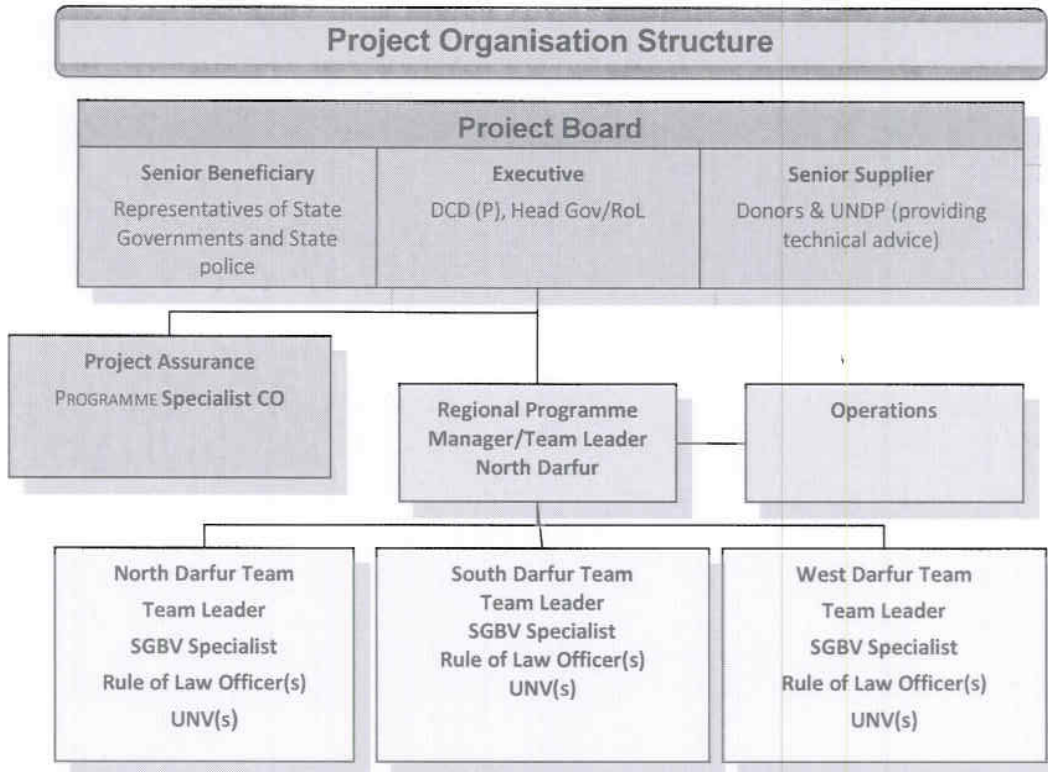 Project Organisation Structure
Project Board
Senior Beneficiary
Representatives of State
Governments and State
police
Executive
DCD (P), Head Gov/RoL
Senior Supplier
Donors & UNDP (providing
technical advice)
Project Assurance
PROGRAMME Specialist CO
Regional Programme
Manager/Team Leader
North Darfur
Operations
North Darfur Team
Team Leader
SGBV Specialist
Rule of Law Officer(s)
UNV(s)
South Darfur Team
Team Leader
SGBV Specialist
Rule of Law Officer(s)
UNV(s)
West Darfur Team
Team Leader
SGBV Specialist
Rule of Law Officer(s)
UNV(s)